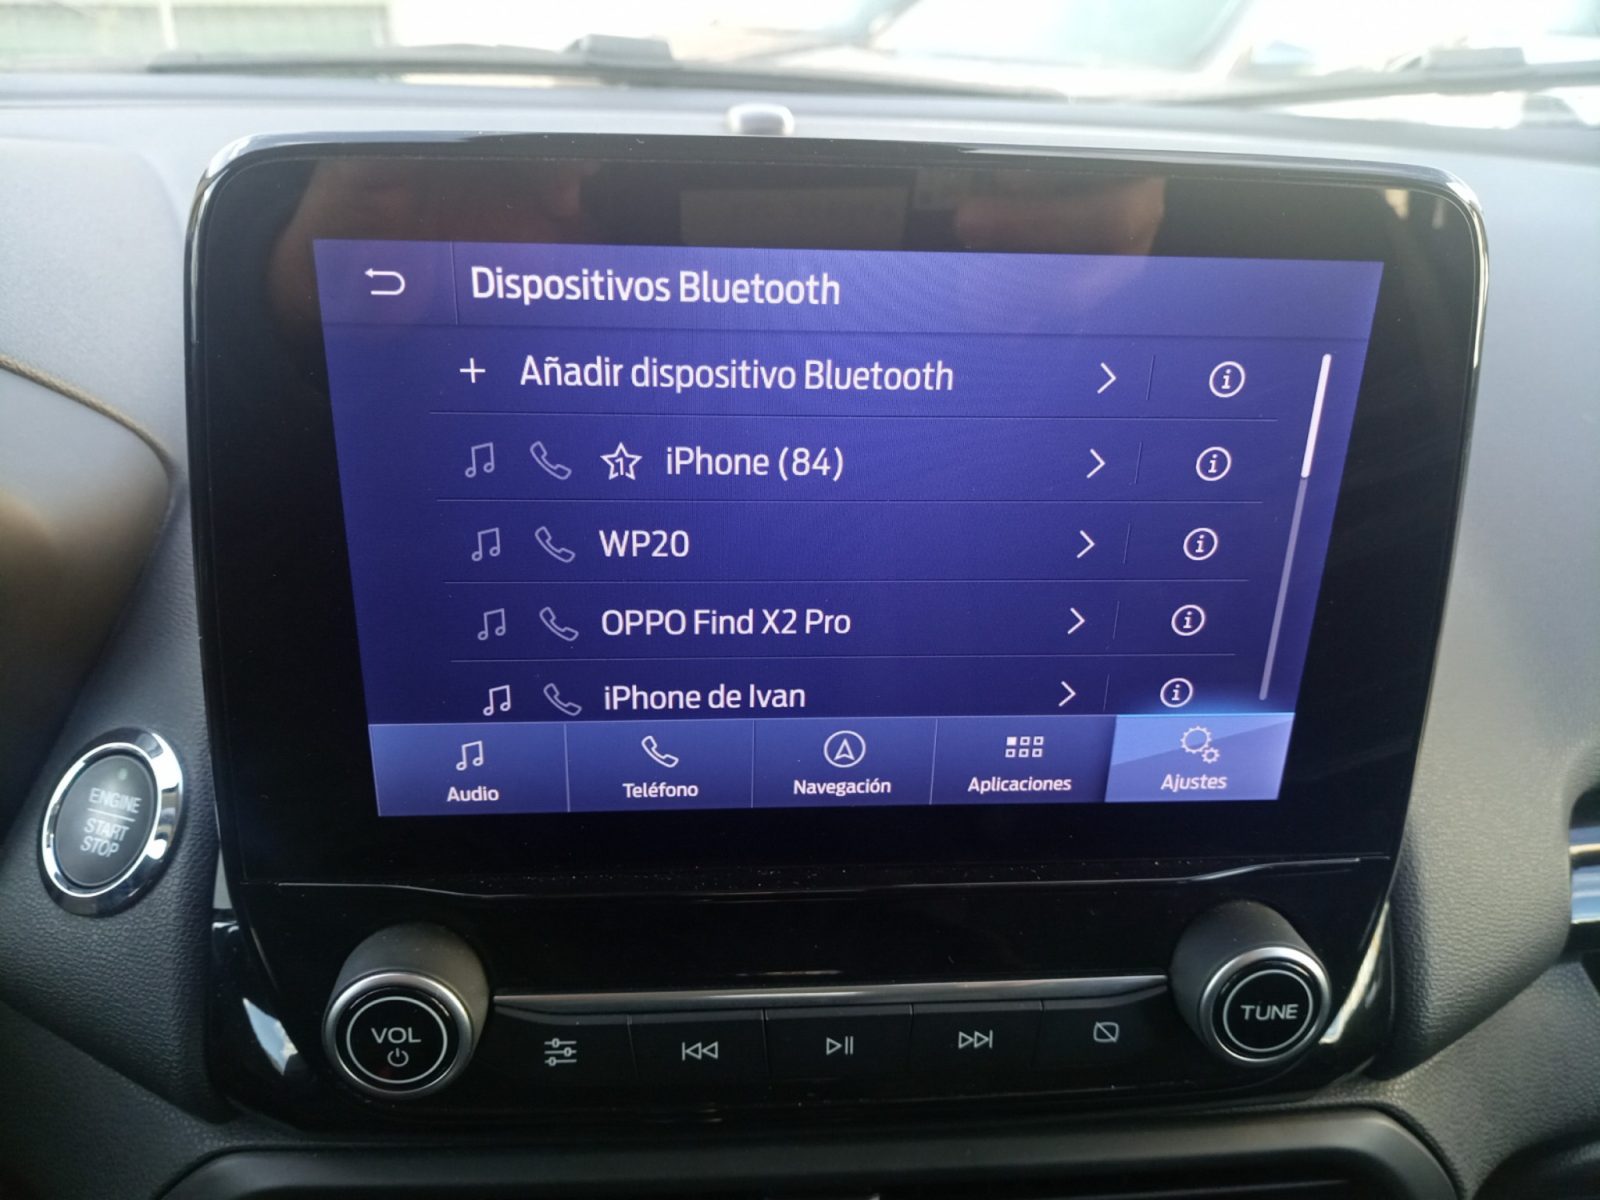 Dispositivos Bluetooth
+ Añadir dispositivo Bluetooth
1 iPhone (84)
WP20
OPPO Find X2 Pro
iPhone de Ivan
Audio
Teléfono
Navegación
Aplicaciones
Ajustes
ENGINE
START
STOP
VOL
TUNE